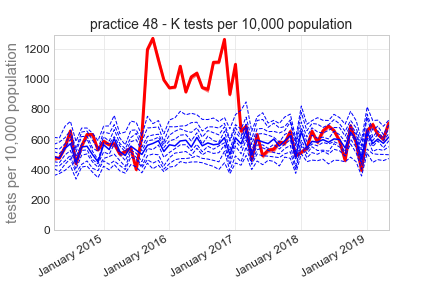 practice 48 - K tests per 10,000 population
tests per 10,000 population
1200
1000
800
600
400
200
0
January 2015
January 2016
January 2017
January 2018
January 2019